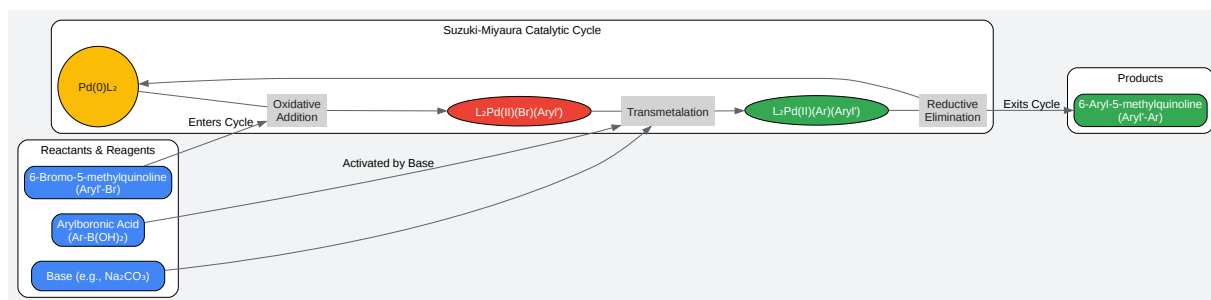 Suzuki-Miyaura Catalytic Cycle
Pd(0)L₂
Oxidative
Addition
Enters Cycle
L₂Pd(II)(Br)(Aryl')
Transmetalation
L₂Pd(II)(Ar)(Aryl')
Reductive
Elimination
Exits Cycle
Products
6-Aryl-5-methylquinoline
(Aryl'-Ar)
Reactants & Reagents
6-Bromo-5-methylquinoline
(Aryl'-Br)
Activated by Base
Arylboronic Acid
(Ar-B(OH)₂)
Base (e.g., Na₂CO₃)